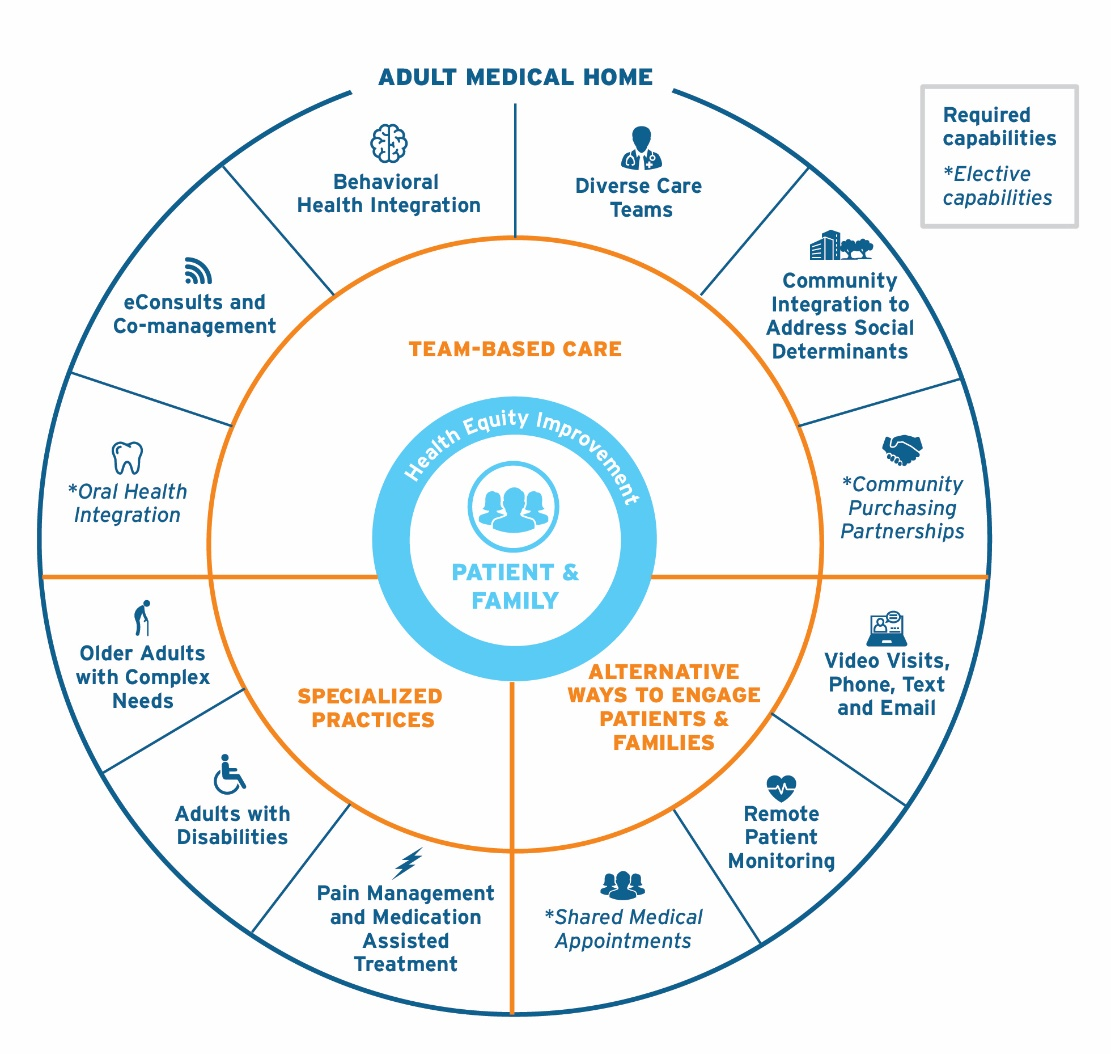 ADULT MEDICAL HOME
Required
capabilities
*Elective
capabilities
Behavioral
Health Integration
Diverse Care
Teams
eConsults and
Co-management
Community
Integration to
Address Social
Determinants
TEAM-BASED CARE
*Oral Health
Integration
Health Equity Improvement
PATIENT &
FAMILY
*Community
Purchasing
Partnerships
Older Adults
with Complex
Needs
SPECIALIZED
PRACTICES
ALTERNATIVE
WAYS TO ENGAGE
PATIENTS &
FAMILIES
Video Visits,
Phone, Text
and Email
Adults with
Disabilities
Remote
Patient
Monitoring
Pain Management
and Medication
Assisted
Treatment
*Shared Medical
Appointments